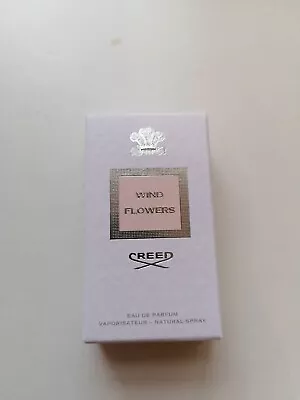 WIND
FLOWERS
CREED
EAU DE PARFUM
VAPORISATEUR - NATURAL SPRAY